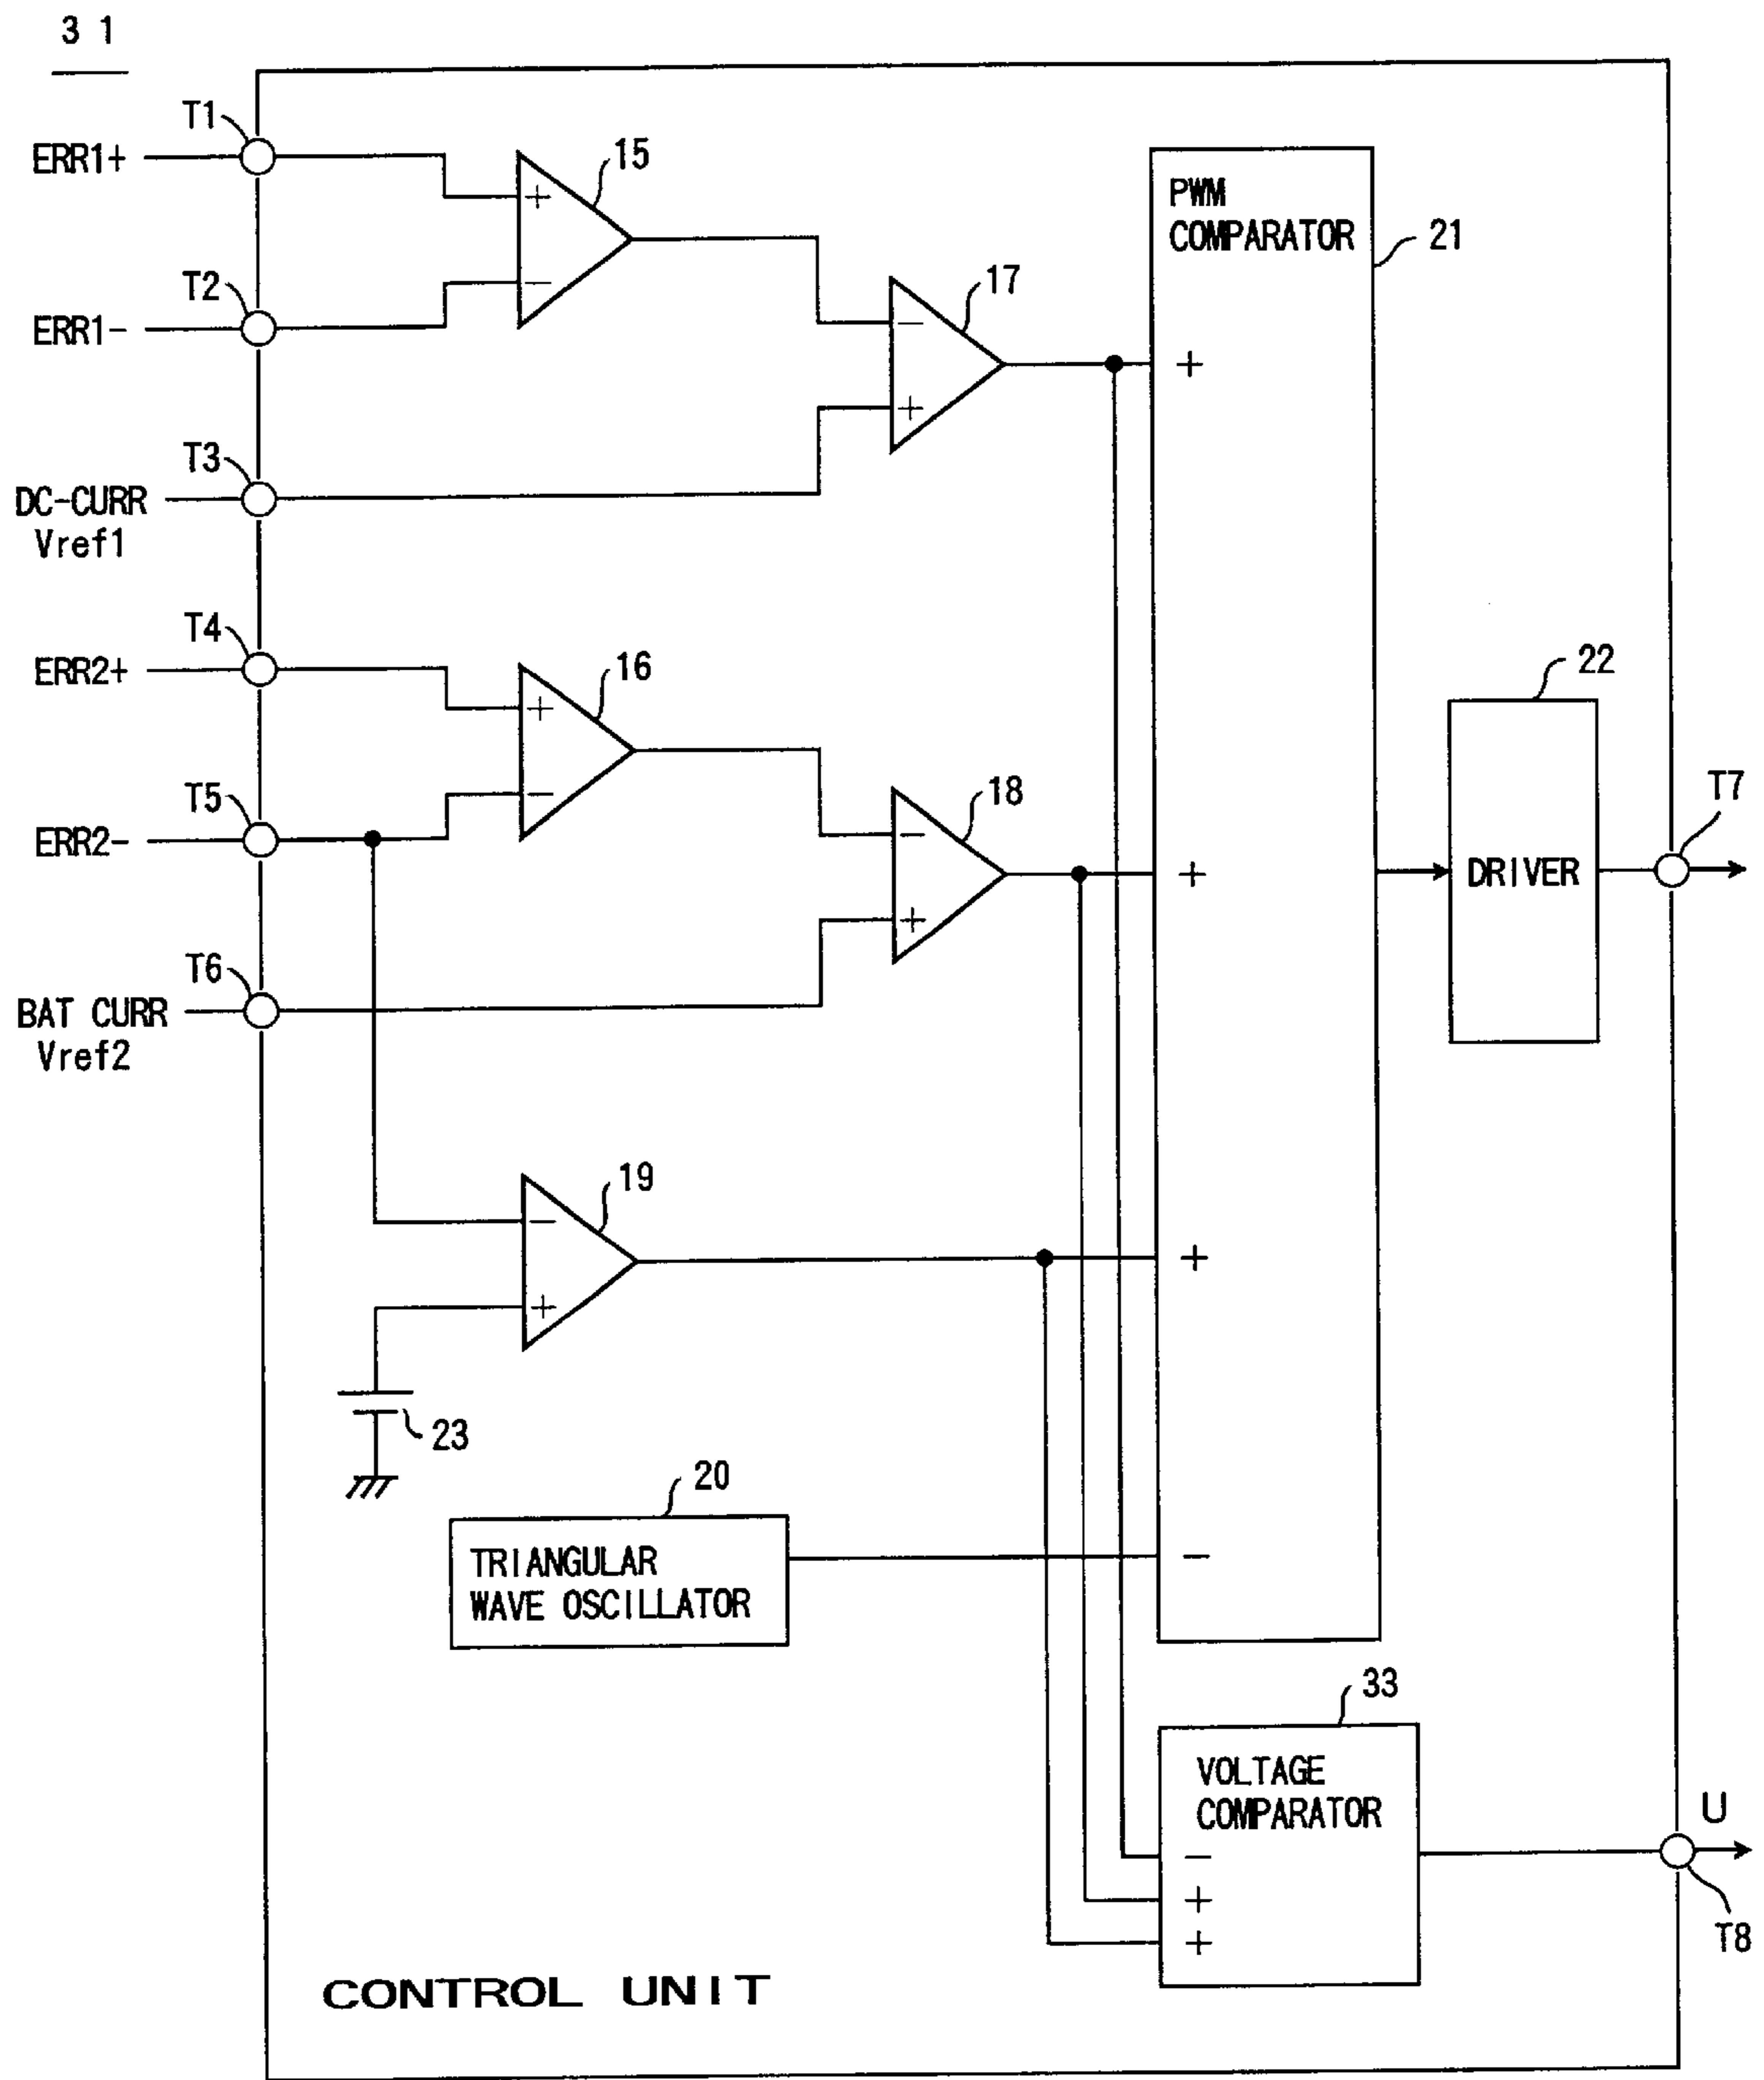 3 1
T1
ERR1+
15
PWM
COMPARATOR
21
T2
ERR1-
17
+
-
-
+
+
T3
DC-CURR
Vref1
T4
ERR2+
16
22
T5
ERR2-
18
T7
+
-
-
+
+
DRIVER
T6
BAT CURR
Vref2
19
-
+
+
23
20
TRIANGULAR
WAVE OSCILLATOR
-
33
VOLTAGE
COMPARATOR
U
-
+
+
T8
CONTROL UNIT